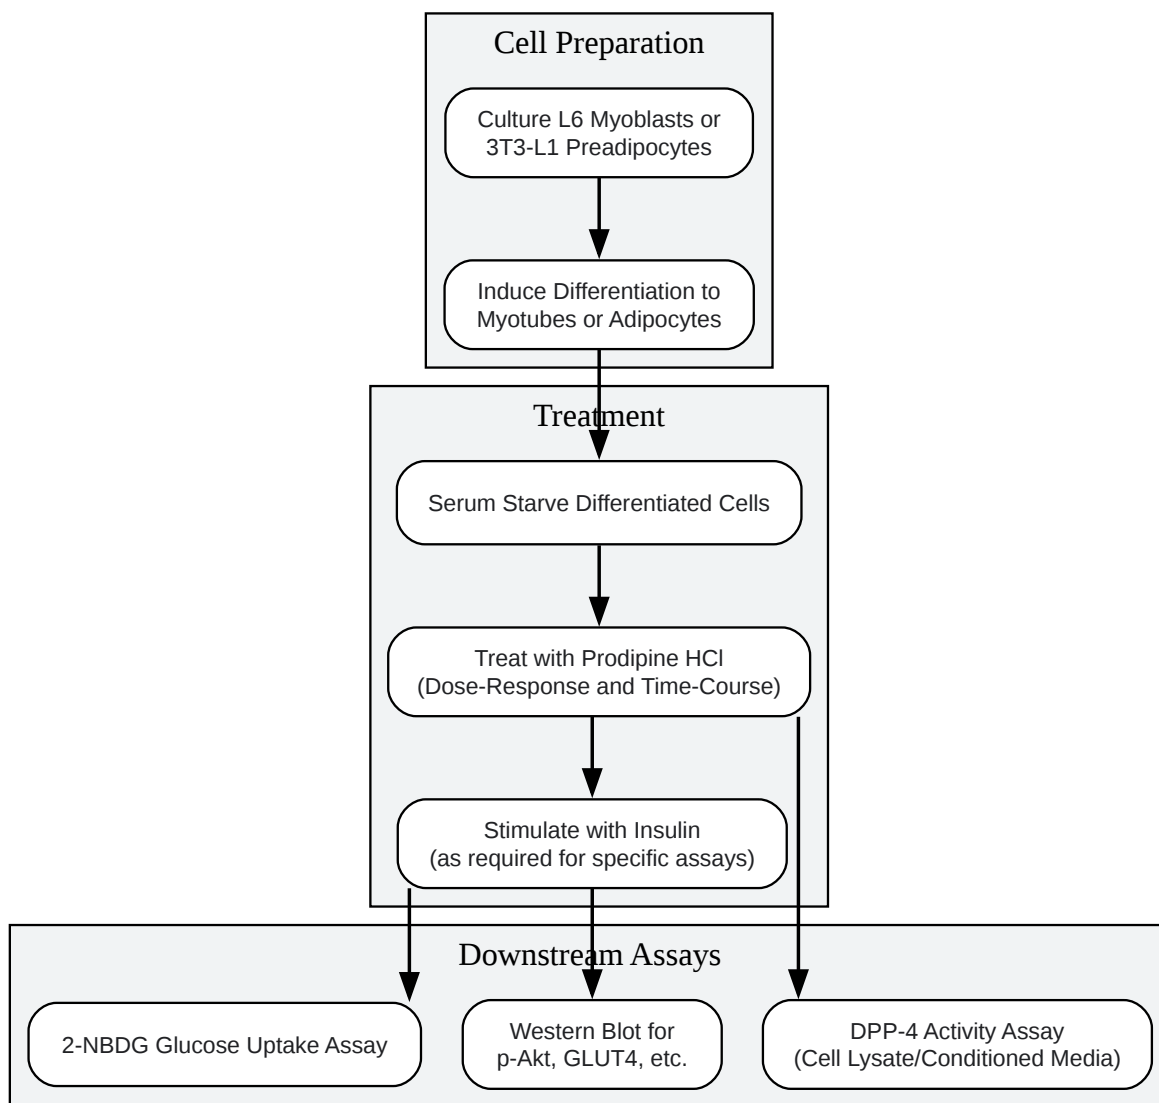 Cell Preparation
Culture L6 Myoblasts or
3T3-L1 Preadipocytes
Induce Differentiation to
Myotubes or Adipocytes
Treatment
Serum Starve Differentiated Cells
Treat with Prodipine HCl
(Dose-Response and Time-Course)
Stimulate with Insulin
(as required for specific assays)
Downstream Assays
2-NBDG Glucose Uptake Assay
Western Blot for
p-Akt, GLUT4, etc.
DPP-4 Activity Assay
(Cell Lysate/Conditioned Media)